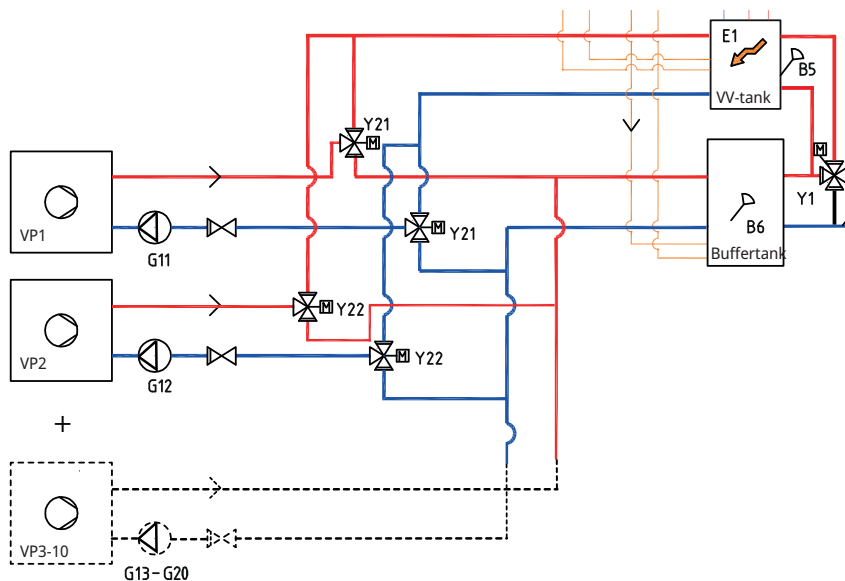 E1
B5
VV-tank
Y21
M
M
Y1
VP1
Y21
M
B6
Buffertank
G11
Y22
M
VP2
Y22
M
G12
+
VP3-10
G13-G20